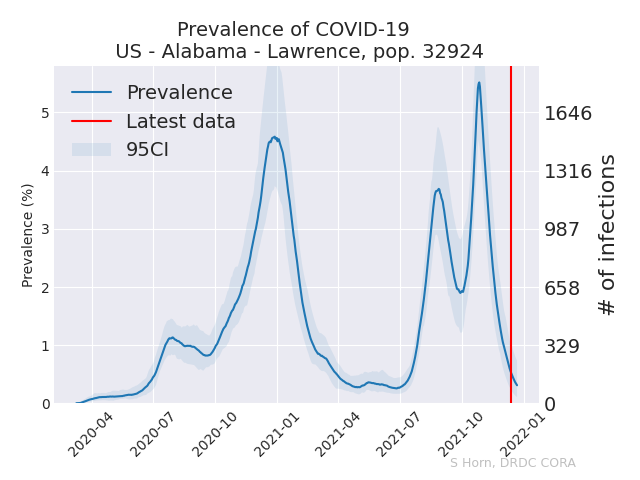 Prevalence of COVID-19
US - Alabama - Lawrence, pop. 32924
Prevalence
Latest data
95CI
Prevalence (%)
5
4
3
2
1
0
1646
1316
987
658
329
0
# of infections
2020-04
2020-07
2020-10
2021-01
2021-04
2021-07
2021-10
2022-01
S Horn, DRDC CORA